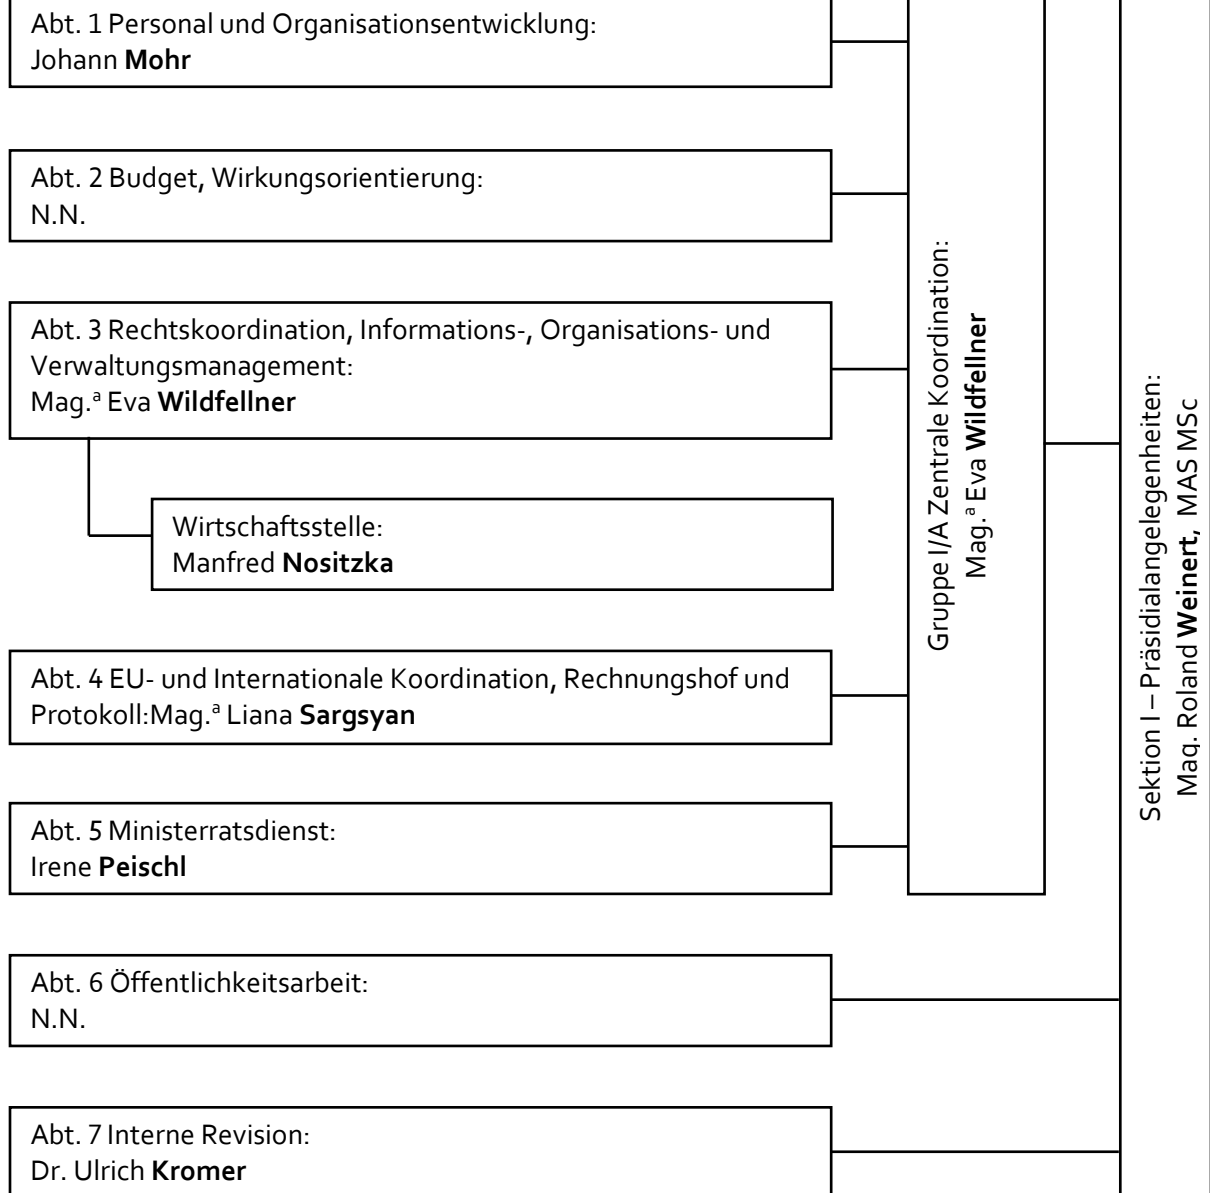 Abt. 1 Personal und Organisationsentwicklung:
Johann Mohr
Abt. 2 Budget, Wirkungsorientierung:
N.N.
Abt. 3 Rechtskoordination, Informations-, Organisations- und
Verwaltungsmanagement:
Mag.ª Eva Wildfellner
Wirtschaftsstelle:
Manfred Nositzka
Abt. 4 EU- und Internationale Koordination, Rechnungshof und
Protokoll:Mag.ª Liana Sargsyan
Abt. 5 Ministerratsdienst:
Irene Peischl
Abt. 6 Öffentlichkeitsarbeit:
N.N.
Abt. 7 Interne Revision:
Dr. Ulrich Kromer
Gruppe I/A Zentrale Koordination:
Mag.ª Eva Wildfellner
Sektion I – Präsidialangelegenheiten:
Mag. Roland Weinert, MAS MSc